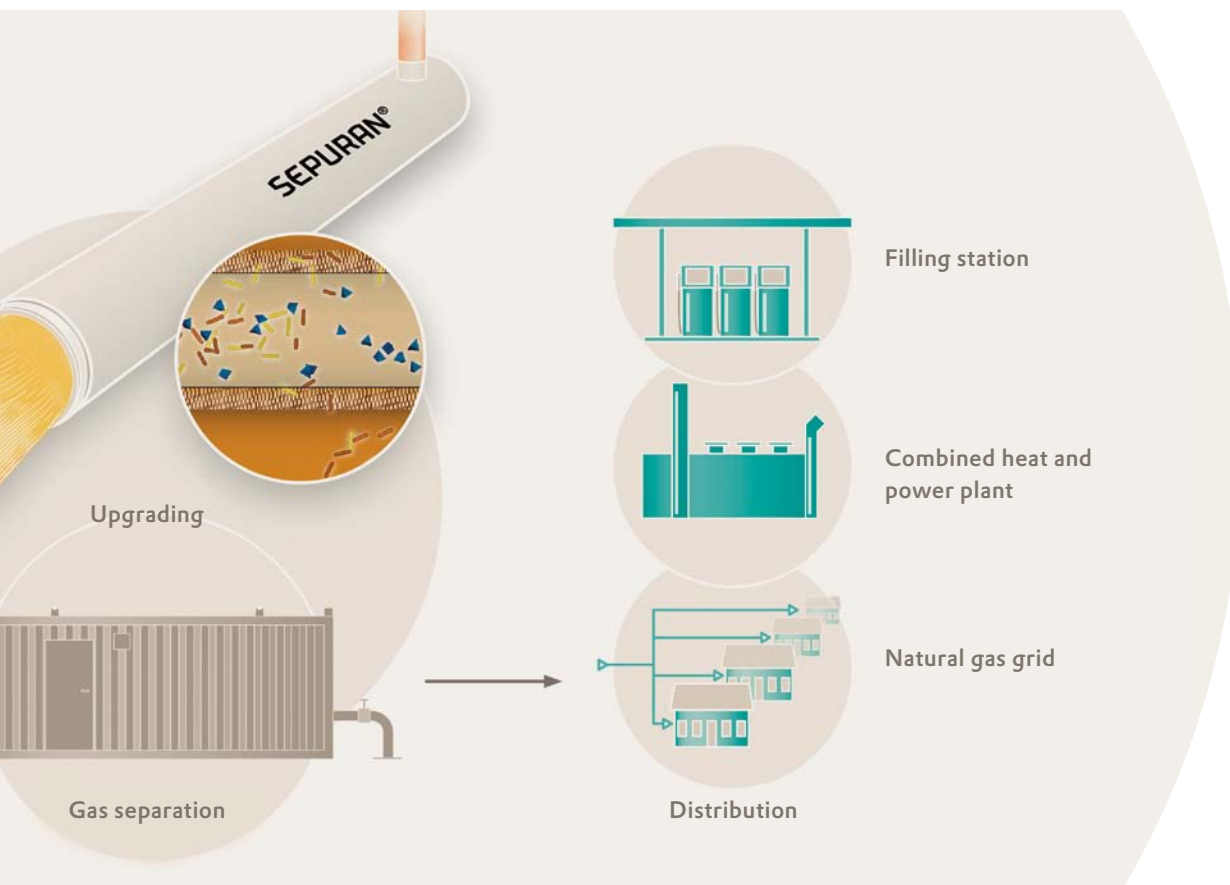 SEPURAN®
Filling station
Combined heat and
power plant
Upgrading
Natural gas grid
Gas separation
Distribution